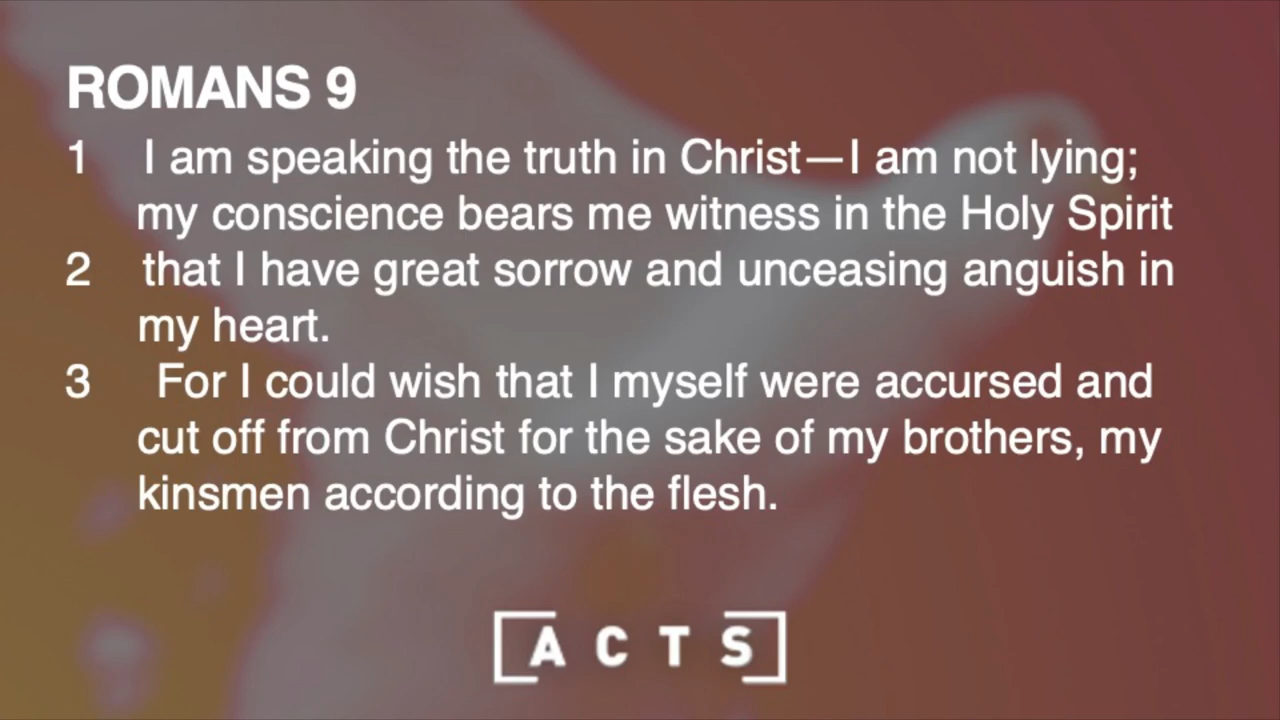 ROMANS 9
1 I am speaking the truth in Christ—I am not lying;
my conscience bears me witness in the Holy Spirit
2 that I have great sorrow and unceasing anguish in
my heart.
3 For I could wish that I myself were accursed and
cut off from Christ for the sake of my brothers, my
kinsmen according to the flesh.
[ACTS]